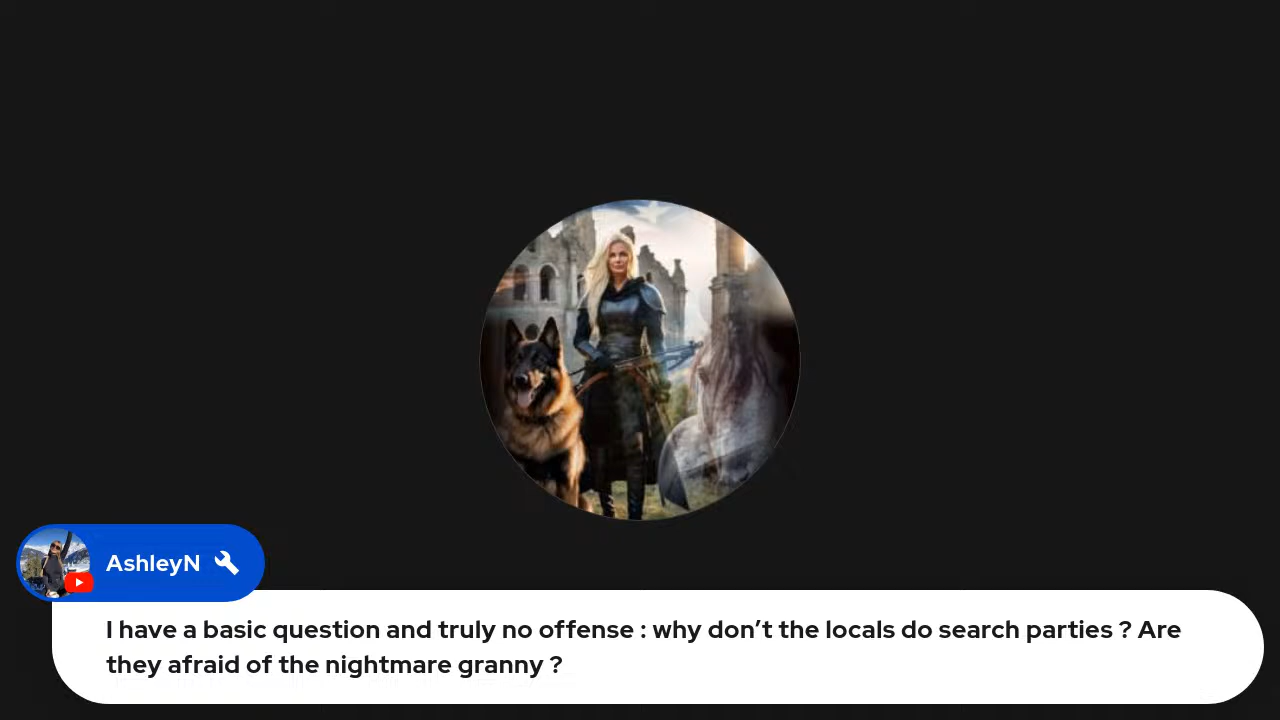 AshleyN
I have a basic question and truly no offense : why don’t the locals do search parties ? Are
they afraid of the nightmare granny ?